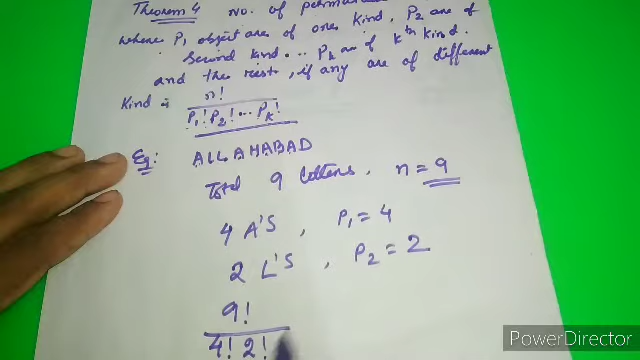 Theorem 4 No. of permuta
where P₁ object are of one kind, P₂ are of
Second kind ... Pk are of kth kind.
and the rest, if any are of different
Kind is n!
P₁! P₂! ... Pk!
Eg: ALLAHABAD
Total 9 letters, n = 9
4 A'S, P₁ = 4
2 L'S, P₂ = 2
9!
4! 2!
PowerDirector